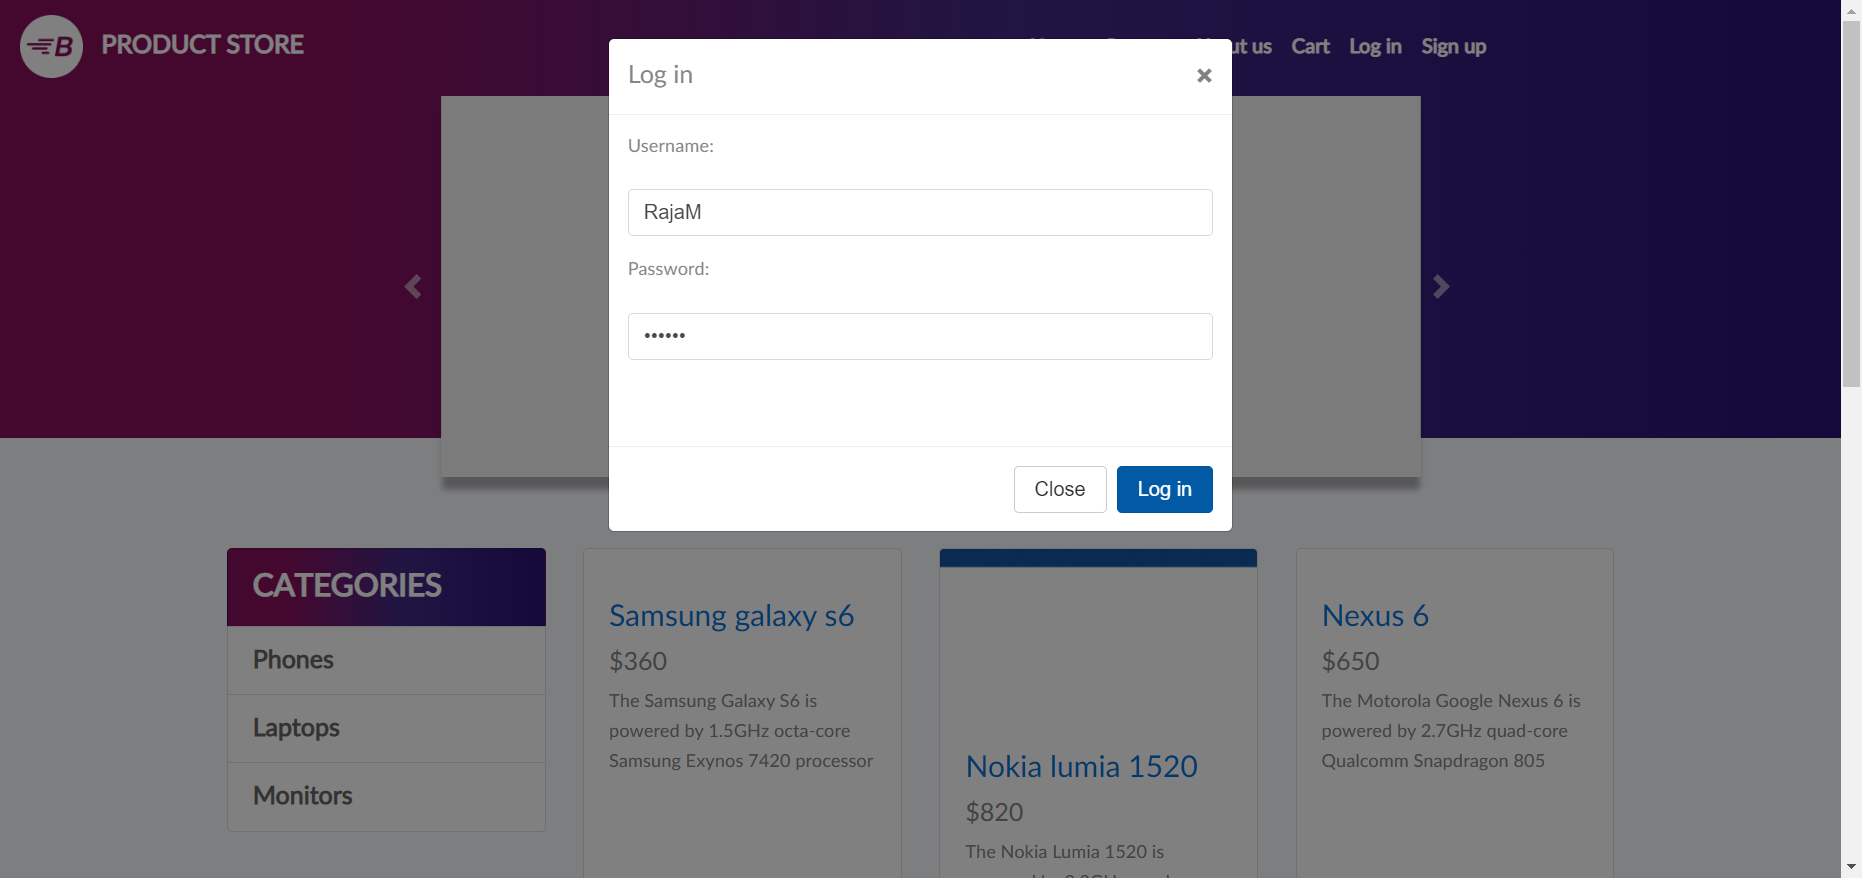 B PRODUCT STORE
ut us Cart Log in Sign up
Log in ×
Username:
RajaM
Password:
••••••
Close Log in
CATEGORIES
Phones
Laptops
Monitors
Samsung galaxy s6
$360
The Samsung Galaxy S6 is
powered by 1.5GHz octa-core
Samsung Exynos 7420 processor
Nokia lumia 1520
$820
The Nokia Lumia 1520 is
Nexus 6
$650
The Motorola Google Nexus 6 is
powered by 2.7GHz quad-core
Qualcomm Snapdragon 805